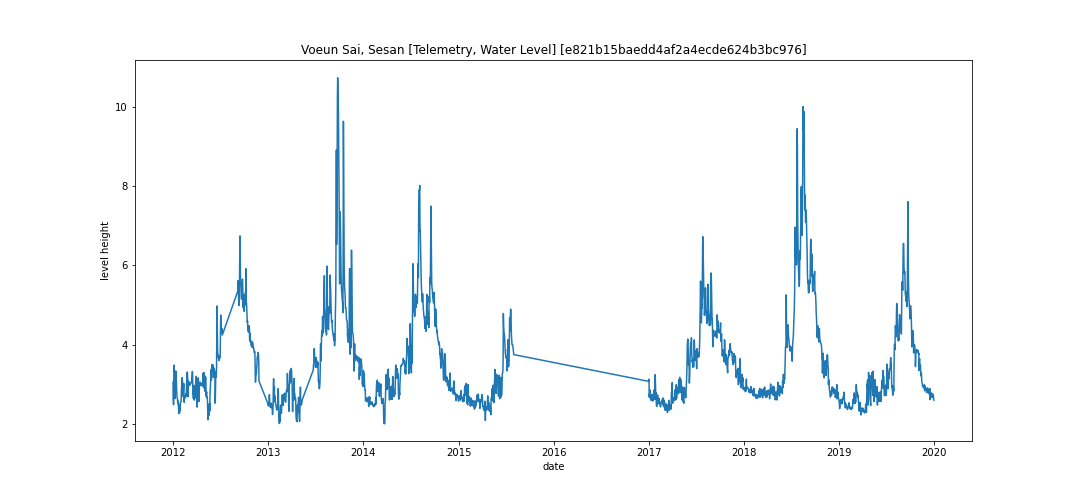 Voeun Sai, Sesan [Telemetry, Water Level] [e821b15baedd4af2a4ecde624b3bc976]
level height
10
8
6
4
2
2012 2013 2014 2015 2016 2017 2018 2019 2020
date